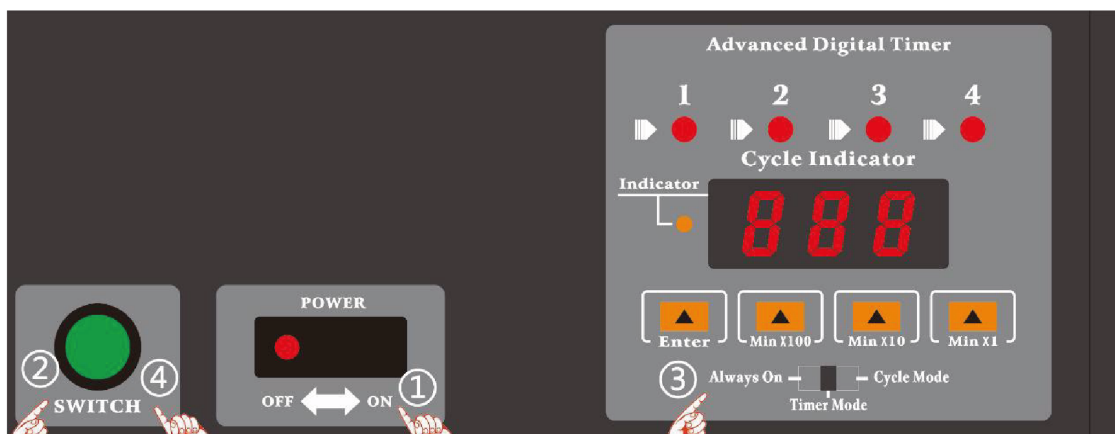 Advanced Digital Timer
1 2 3 4
Cycle Indicator
Indicator
888
Enter Min X100 Min X10 Min X1
③ Always On Cycle Mode
Timer Mode
② ④
SWITCH
POWER
OFF ON ①